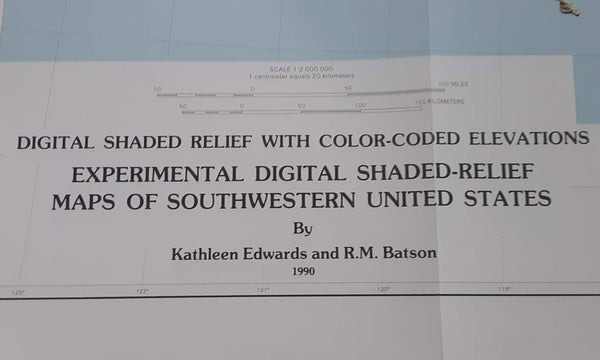 SCALE 1:2 000 000
1 centimeter equals 20 kilometers
50 0 50 100 MILES
50 0 50 100 150 KILOMETERS
DIGITAL SHADED RELIEF WITH COLOR-CODED ELEVATIONS
EXPERIMENTAL DIGITAL SHADED-RELIEF
MAPS OF SOUTHWESTERN UNITED STATES
By
Kathleen Edwards and R.M. Batson
1990
123° 122° 121° 120° 119°